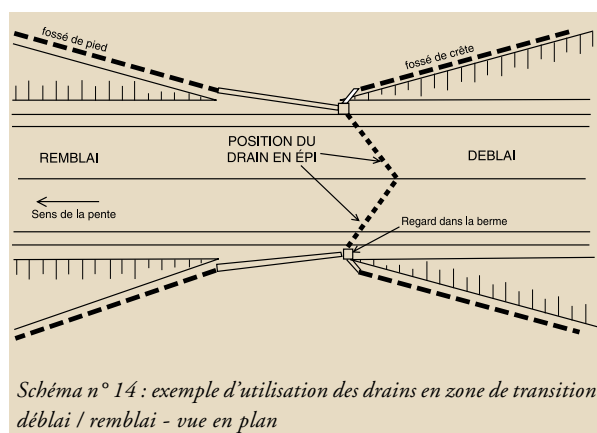 fossé de pied
fossé de crête
POSITION DU
DRAIN EN ÉPI
REMBLAI
DEBLAI
Sens de la pente
Regard dans la berme
Schéma n° 14 : exemple d'utilisation des drains en zone de transition
déblai / remblai - vue en plan